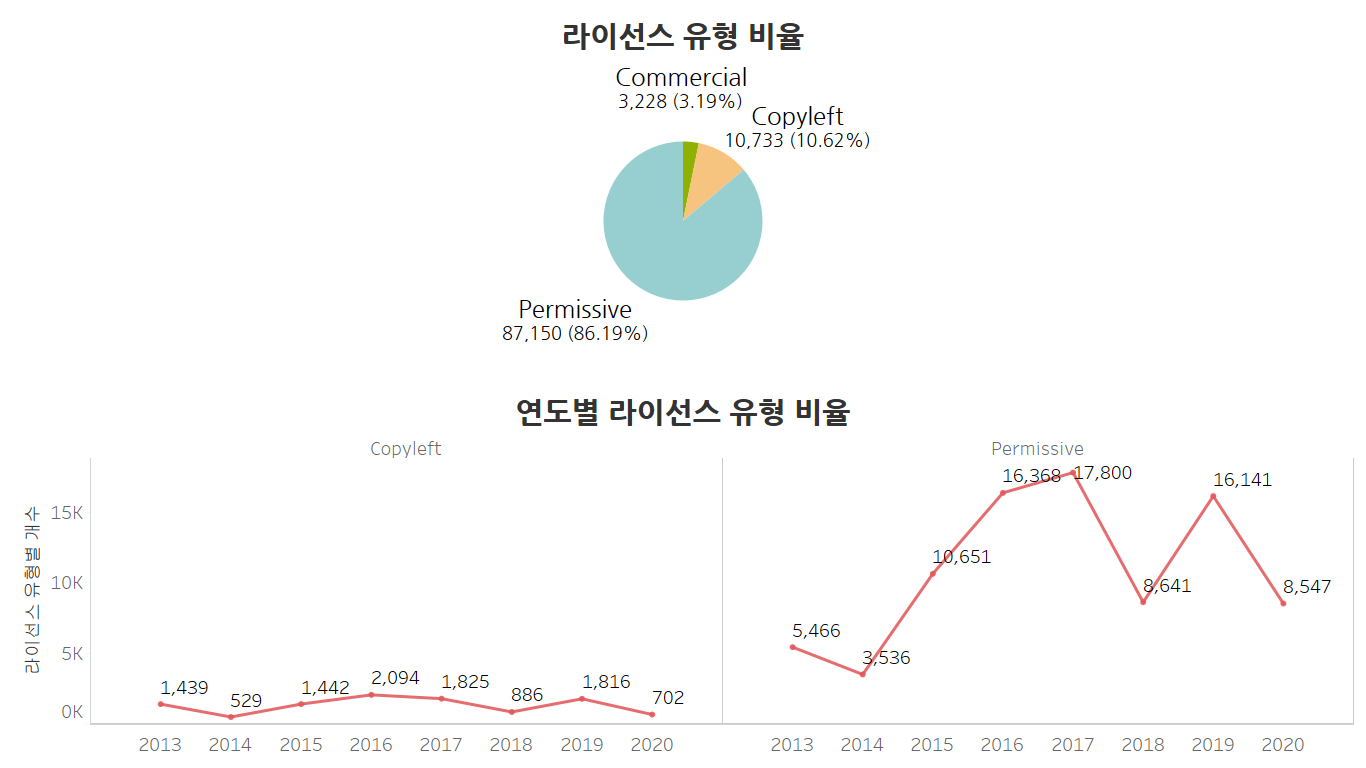 라이선스 유형 비율
Commercial
3,228 (3.19%)
Copyleft
10,733 (10.62%)
Permissive
87,150 (86.19%)
연도별 라이선스 유형 비율
Copyleft
Permissive
라이선스 유형별 개수
15K
10K
5K
0K
1,439
529
1,442
2,094
1,825
886
1,816
702
5,466
3,536
10,651
16,368
17,800
8,641
16,141
8,547
2013 2014 2015 2016 2017 2018 2019 2020
2013 2014 2015 2016 2017 2018 2019 2020